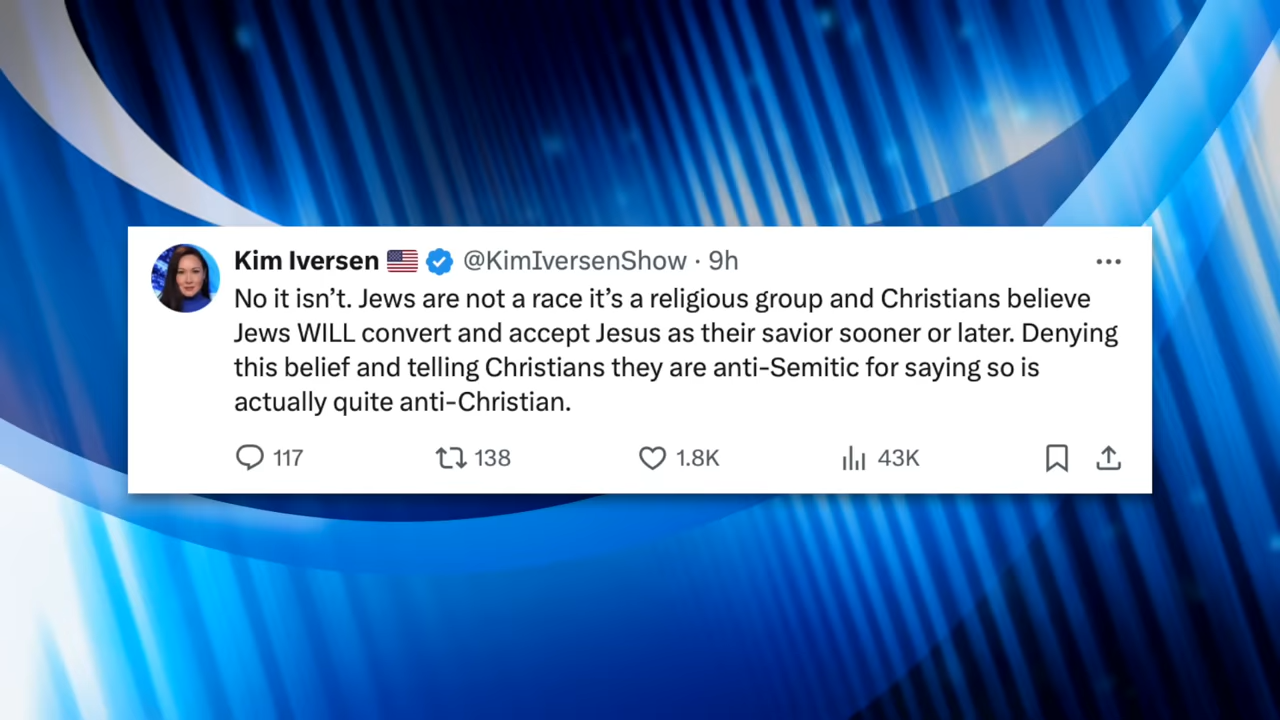 Kim Iversen 🇺🇸 @KimIversenShow · 9h
No it isn’t. Jews are not a race it’s a religious group and Christians believe
Jews WILL convert and accept Jesus as their savior sooner or later. Denying
this belief and telling Christians they are anti-Semitic for saying so is
actually quite anti-Christian.
117 138 1.8K 43K